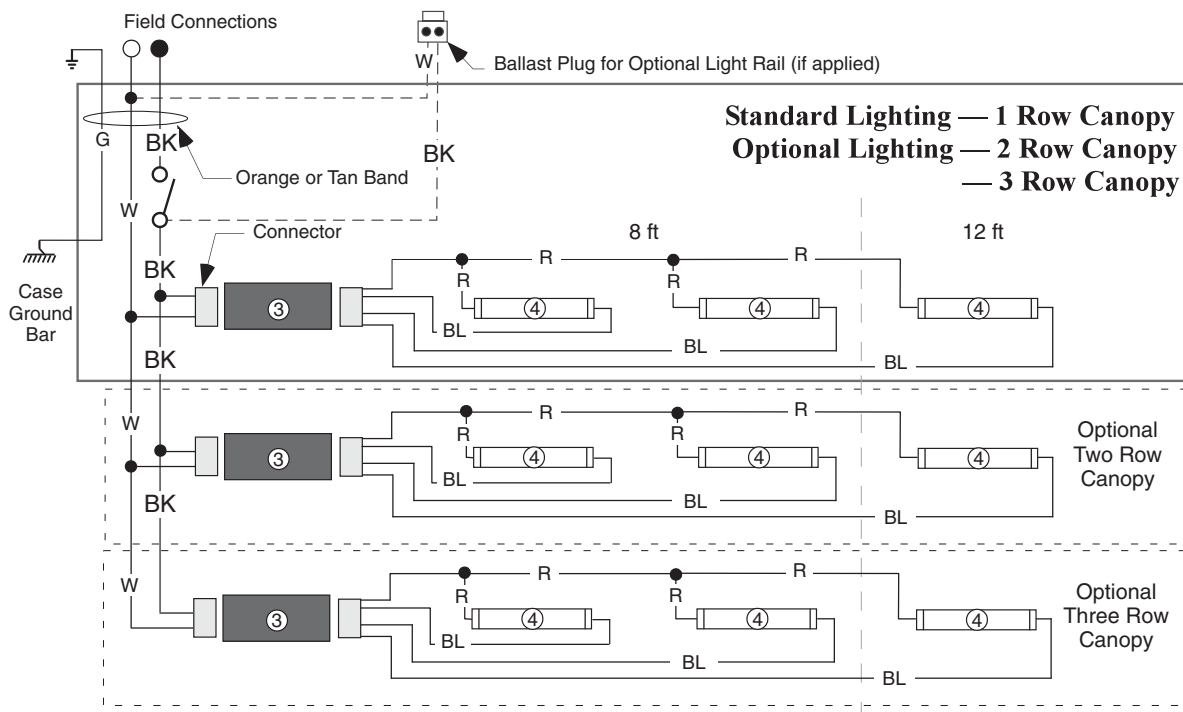 Field Connections
W
Ballast Plug for Optional Light Rail (if applied)
Standard Lighting — 1 Row Canopy
Optional Lighting — 2 Row Canopy
— 3 Row Canopy
G
BK
BK
Orange or Tan Band
W
Connector
8 ft
12 ft
BK
Case
Ground
Bar
R
R
R
R
3
4
4
4
BL
BL
BL
BK
W
R
R
R
R
3
4
4
4
BL
BL
BL
Optional
Two Row
Canopy
BK
W
R
R
R
R
3
4
4
4
BL
BL
BL
Optional
Three Row
Canopy